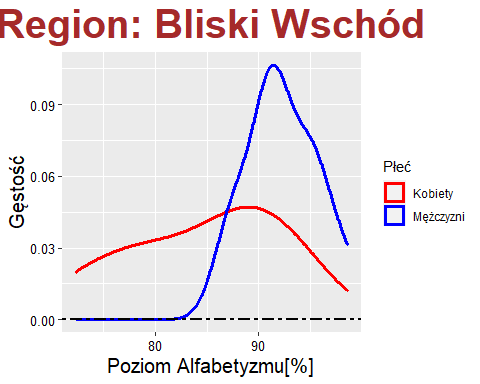 Region: Bliski Wschód
Gęstość
0.09
0.06
0.03
0.00
80 90
Poziom Alfabetyzmu[%]
Płeć
Kobiety
Mężczyzni